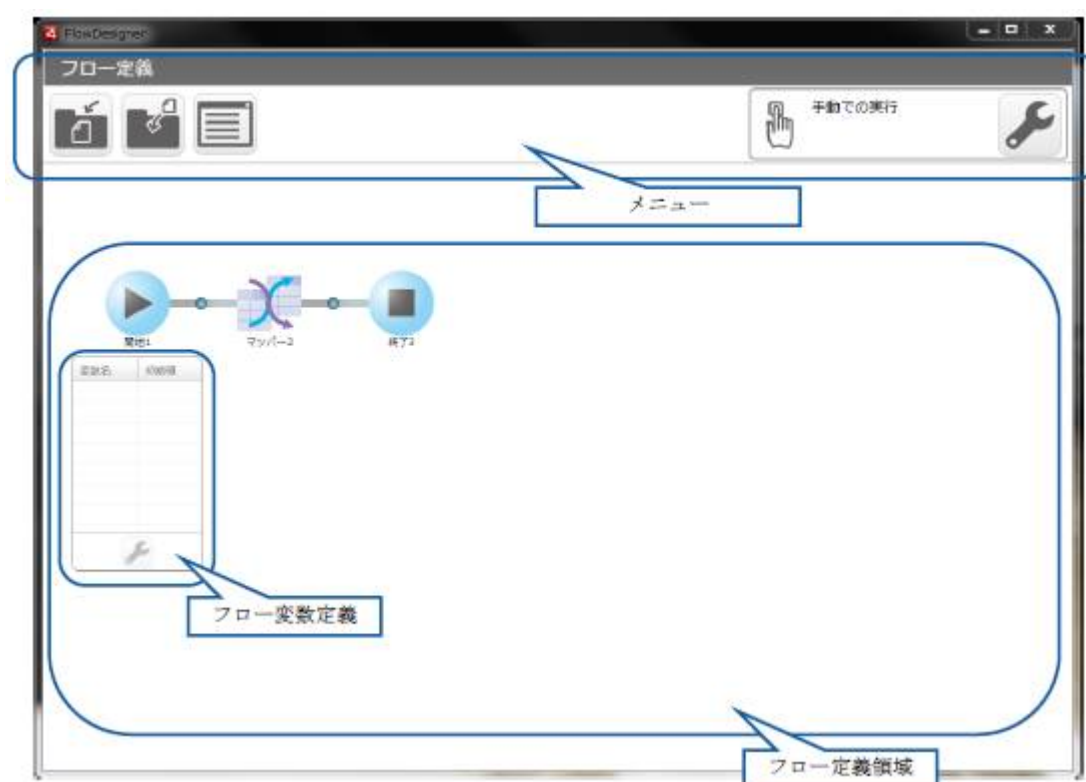 FlowDesigner
フロー定義
手動での実行
メニュー
開始1
マッパー2
終了3
変数名 初期値
フロー変数定義
フロー定義領域